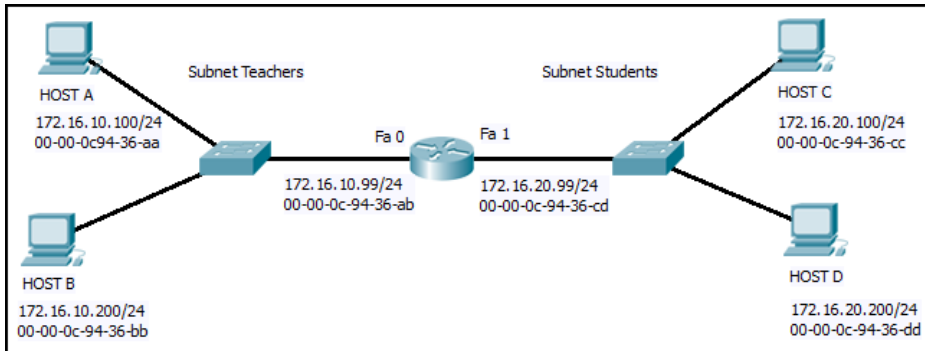 Subnet Teachers
Subnet Students
HOST A
172.16.10.100/24
00-00-0c94-36-aa
HOST C
172.16.20.100/24
00-00-0c-94-36-cc
Fa 0
Fa 1
172.16.10.99/24
00-00-0c-94-36-ab
172.16.20.99/24
00-00-0c-94-36-cd
HOST B
172.16.10.200/24
00-00-0c-94-36-bb
HOST D
172.16.20.200/24
00-00-0c-94-36-dd